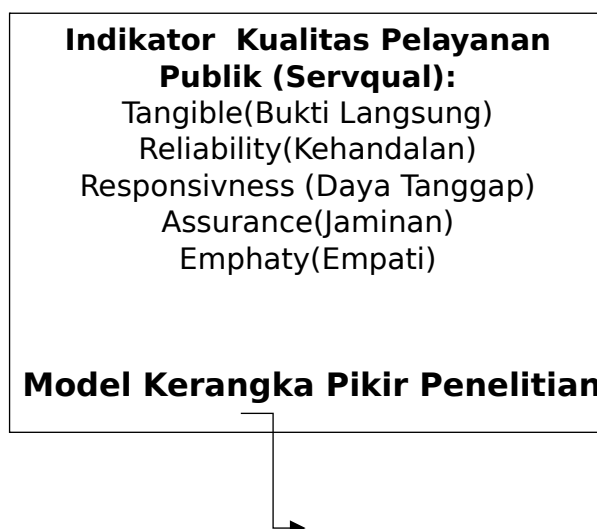 Indikator  Kualitas Pelayanan
Publik (Servqual):
Tangible(Bukti Langsung)
Reliability(Kehandalan)
Responsivness (Daya Tanggap)
Assurance(Jaminan)
Emphaty(Empati)
Model Kerangka Pikir Penelitian